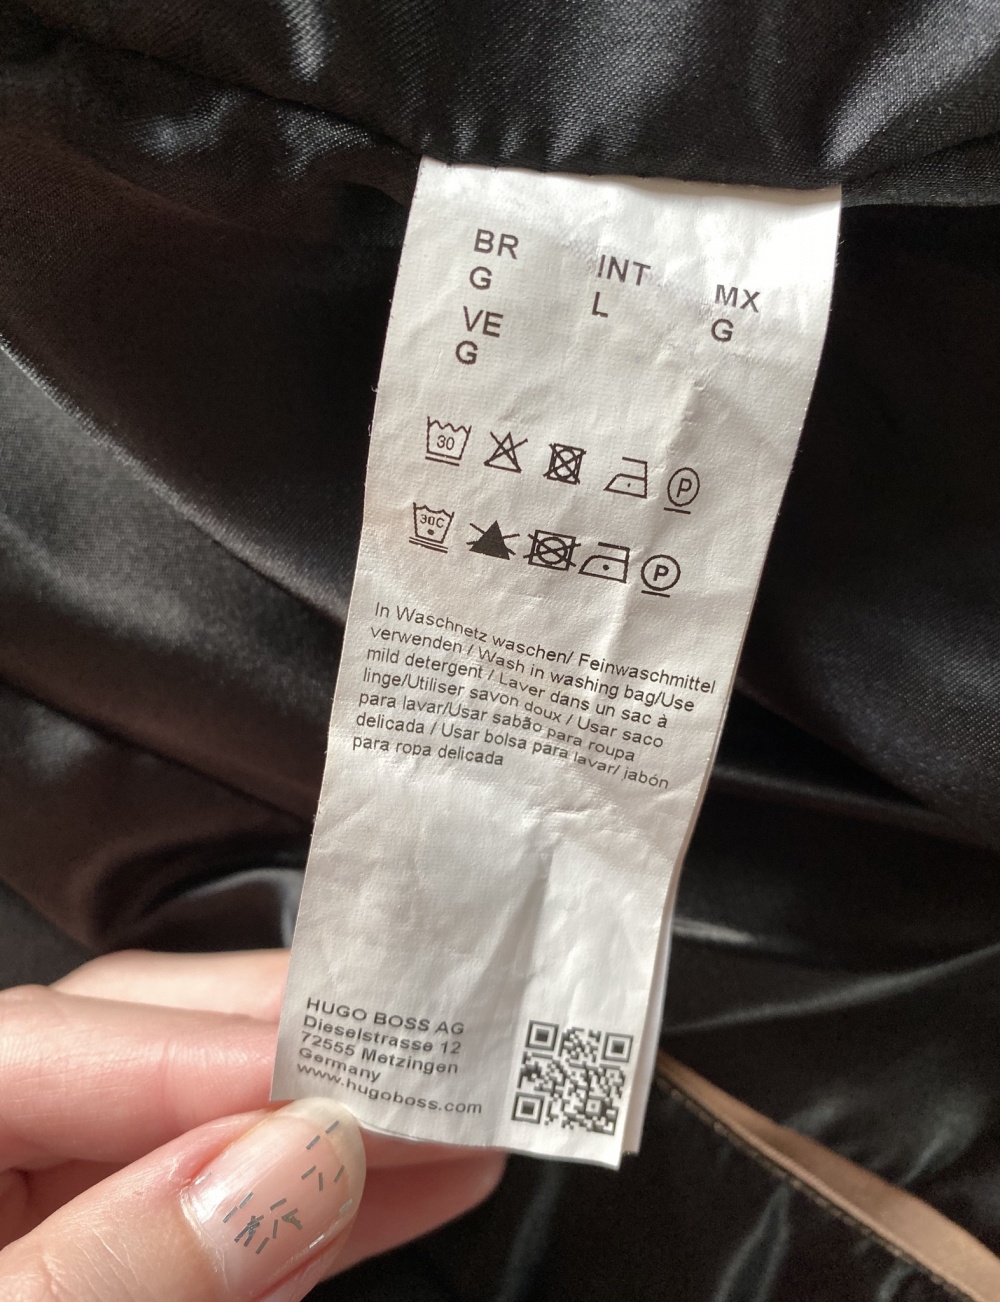 BR INT MX
G L G
VE
G
30
P
30C
P
In Waschnetz waschen/ Feinwaschmittel
verwenden / Wash in washing bag/Use
mild detergent / Laver dans un sac à
linge/Utiliser savon doux / Usar saco
para lavar/Usar sabão para roupa
delicada / Usar bolsa para lavar/ jabón
para ropa delicada
HUGO BOSS AG
Dieselstrasse 12
72555 Metzingen
Germany
www.hugoboss.com